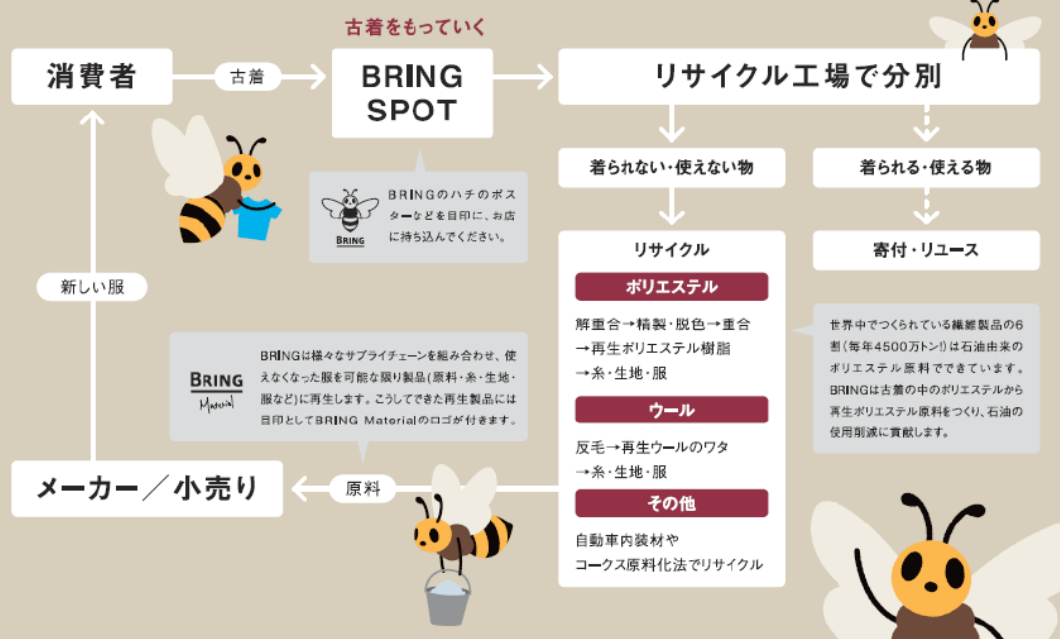 古着をもっていく
消費者
古着
BRING
SPOT
リサイクル工場で分別
着られない・使えない物
着られる・使える物
BRINGのハチのポス
ターなどを目印に、お店
に持ち込んでください。
BRING
リサイクル
寄付・リユース
ポリエステル
解重合→精製・脱色→重合
→再生ポリエステル樹脂
→糸・生地・服
ウール
反毛→再生ウールのワタ
→糸・生地・服
その他
自動車内装材や
コークス原料化法でリサイクル
世界中でつくられている繊維製品の6
割(毎年4500万トン!)は石油由来の
ポリエステル原料でできています。
BRINGは古着の中のポリエステルから
再生ポリエステル原料をつくり、石油の
使用削減に貢献します。
新しい服
BRING
Material
BRINGは様々なサプライチェーンを組み合わせ、使
えなくなった服を可能な限り製品(原料・糸・生地・
服など)に再生します。こうしてできた再生製品には
目印としてBRING Materialのロゴが付きます。
メーカー／小売り
原料